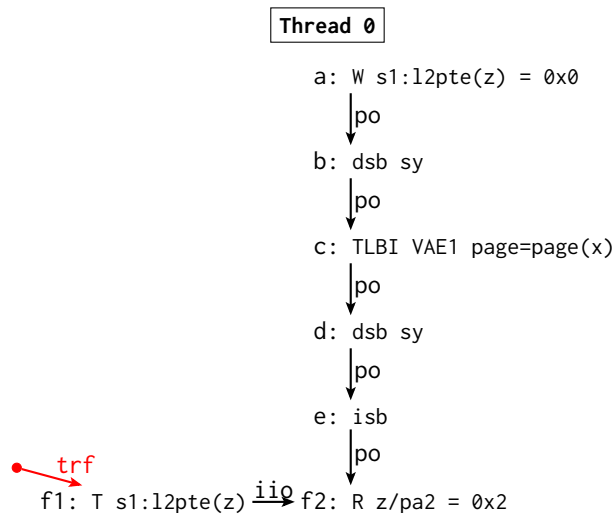 Thread 0
a: W s1:l2pte(z) = 0x0
po
b: dsb sy
po
c: TLBI VAE1 page=page(x)
po
d: dsb sy
po
e: isb
po
trf
f1: T s1:l2pte(z) iio f2: R z/pa2 = 0x2